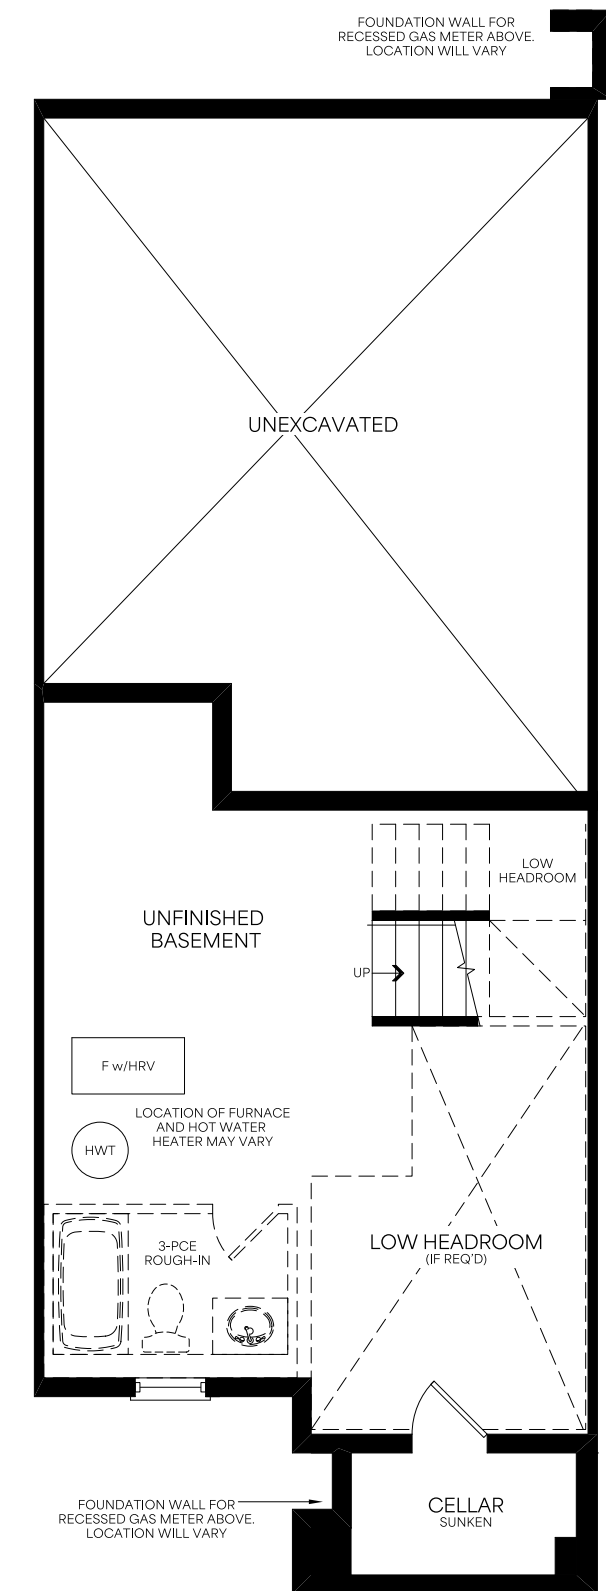 FOUNDATION WALL FOR
RECESSED GAS METER ABOVE.
LOCATION WILL VARY
UNEXCAVATED
LOW
HEADROOM
UNFINISHED
BASEMENT
UP
F w/HRV
LOCATION OF FURNACE
AND HOT WATER
HEATER MAY VARY
HWT
3-PCE
ROUGH-IN
LOW HEADROOM
(IF REQ'D)
CELLAR
SUNKEN
FOUNDATION WALL FOR
RECESSED GAS METER ABOVE.
LOCATION WILL VARY